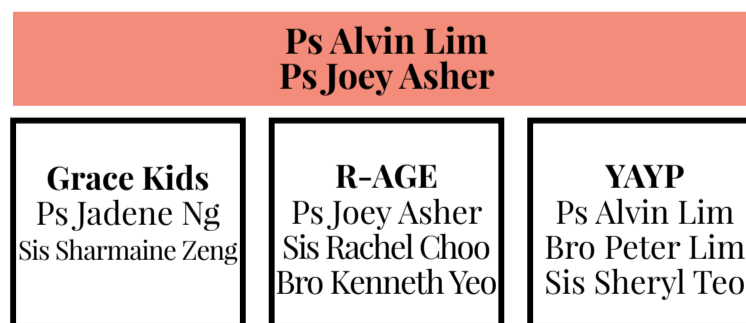 Ps Alvin Lim
Ps Joey Asher
Grace Kids
Ps Jadene Ng
Sis Sharmaine Zeng
R-AGE
Ps Joey Asher
Sis Rachel Choo
Bro Kenneth Yeo
YAYP
Ps Alvin Lim
Bro Peter Lim
Sis Sheryl Teo